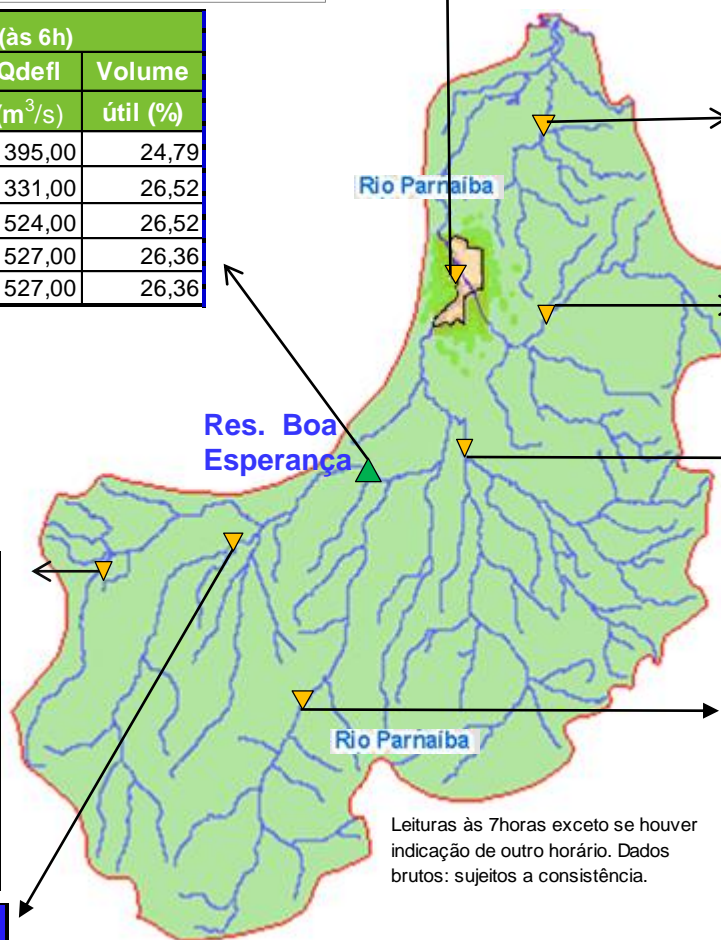 (às 6h)
Qdefl Volume
(m³/s) útil (%)
395,00 24,79
331,00 26,52
524,00 26,52
527,00 26,36
527,00 26,36
Rio Parnaíba
Res. Boa
Esperança
Rio Parnaíba
Leituras às 7horas exceto se houver
indicação de outro horário. Dados
brutos: sujeitos a consistência.